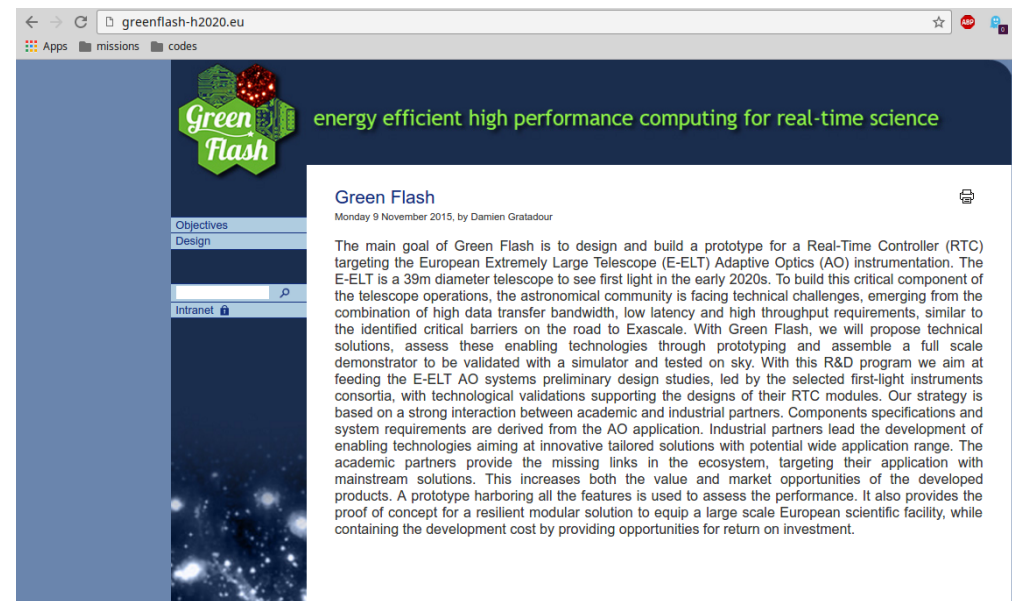 greenflash-h2020.eu
ABP
0
Apps missions codes
Green
Flash
energy efficient high performance computing for real-time science
Objectives
Design
Intranet
Green Flash
Monday 9 November 2015, by Damien Gratadour
The main goal of Green Flash is to design and build a prototype for a Real-Time Controller (RTC)
targeting the European Extremely Large Telescope (E-ELT) Adaptive Optics (AO) instrumentation. The
E-ELT is a 39m diameter telescope to see first light in the early 2020s. To build this critical component of
the telescope operations, the astronomical community is facing technical challenges, emerging from the
combination of high data transfer bandwidth, low latency and high throughput requirements, similar to
the identified critical barriers on the road to Exascale. With Green Flash, we will propose technical
solutions, assess these enabling technologies through prototyping and assemble a full scale
demonstrator to be validated with a simulator and tested on sky. With this R&D program we aim at
feeding the E-ELT AO systems preliminary design studies, led by the selected first-light instruments
consortia, with technological validations supporting the designs of their RTC modules. Our strategy is
based on a strong interaction between academic and industrial partners. Components specifications and
system requirements are derived from the AO application. Industrial partners lead the development of
enabling technologies aiming at innovative tailored solutions with potential wide application range. The
academic partners provide the missing links in the ecosystem, targeting their application with
mainstream solutions. This increases both the value and market opportunities of the developed
products. A prototype harboring all the features is used to assess the performance. It also provides the
proof of concept for a resilient modular solution to equip a large scale European scientific facility, while
containing the development cost by providing opportunities for return on investment.